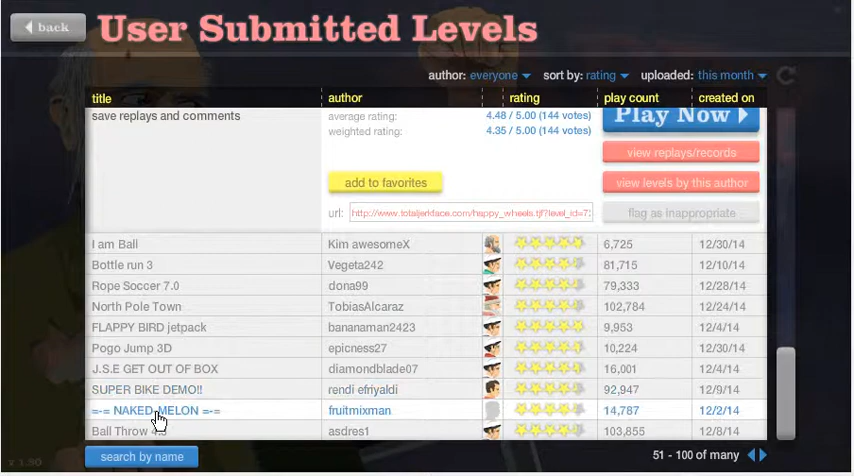 back
User Submitted Levels
author: everyone sort by: rating uploaded: this month
title author rating play count created on
save replays and comments
average rating: 4.48 / 5.00 (144 votes)
weighted rating: 4.35 / 5.00 (144 votes)
Play Now
view replays/records
add to favorites
view levels by this author
url: http://www.totaljerkface.com/happy_wheels.tjf?level_id=7
flag as inappropriate
I am Ball Kim awesomeX 6,725 12/30/14
Bottle run 3 Vegeta242 81,715 12/10/14
Rope Soccer 7.0 dona99 79,333 12/28/14
North Pole Town TobiasAlcaraz 102,784 12/24/14
FLAPPY BIRD jetpack bananaman2423 9,953 12/4/14
Pogo Jump 3D epicness27 10,224 12/30/14
J.S.E GET OUT OF BOX diamondblade07 16,001 12/4/14
SUPER BIKE DEMO!! rendi efriyaldi 92,947 12/9/14
=-= NAKED MELON =-= fruitmixman 14,787 12/2/14
Ball Throw asdres1 103,855 12/8/14
search by name
51 - 100 of many